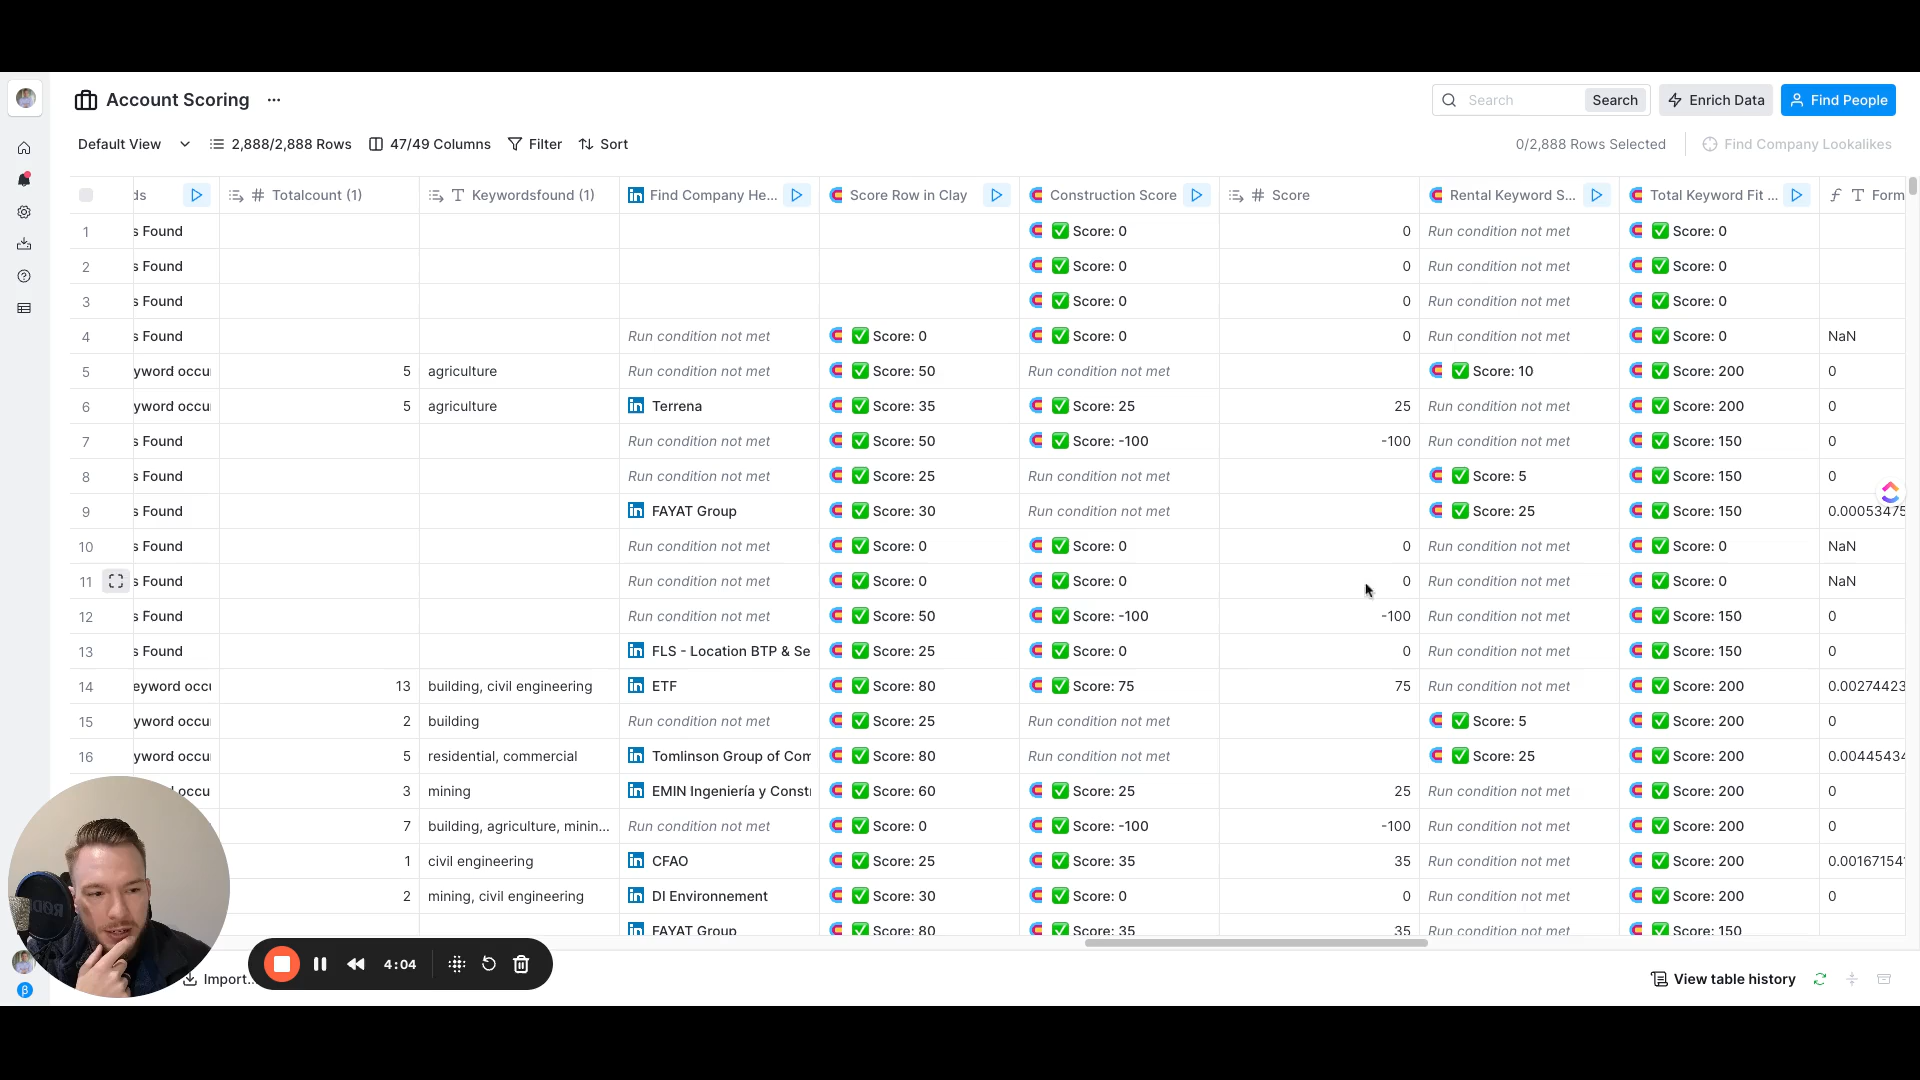 Account Scoring
Search
Search
Enrich Data
Find People
Default View
2,888/2,888 Rows
47/49 Columns
Filter
Sort
0/2,888 Rows Selected
Find Company Lookalikes
ds
Totalcount (1)
Keywordsfound (1)
Find Company He...
Score Row in Clay
Construction Score
Score
Rental Keyword S...
Total Keyword Fit ...
Form
1 s Found Score: 0 0 Run condition not met Score: 0
2 s Found Score: 0 0 Run condition not met Score: 0
3 s Found Score: 0 0 Run condition not met Score: 0
4 s Found Run condition not met Score: 0 Score: 0 0 Run condition not met Score: 0 NaN
5 yword occu 5 agriculture Run condition not met Score: 50 Run condition not met Score: 10 Score: 200 0
6 yword occu 5 agriculture Terrena Score: 35 Score: 25 25 Run condition not met Score: 200 0
7 s Found Run condition not met Score: 50 Score: -100 -100 Run condition not met Score: 150 0
8 s Found Run condition not met Score: 25 Run condition not met Score: 5 Score: 150 0
9 s Found FAYAT Group Score: 30 Run condition not met Score: 25 Score: 150 0.00053475
10 s Found Run condition not met Score: 0 Score: 0 0 Run condition not met Score: 0 NaN
11 s Found Run condition not met Score: 0 Score: 0 0 Run condition not met Score: 0 NaN
12 s Found Run condition not met Score: 50 Score: -100 -100 Run condition not met Score: 150 0
13 s Found FLS - Location BTP & Se Score: 25 Score: 0 0 Run condition not met Score: 150 0
14 eyword occu 13 building, civil engineering ETF Score: 80 Score: 75 75 Run condition not met Score: 200 0.00274423
15 yword occu 2 building Run condition not met Score: 25 Run condition not met Score: 5 Score: 200 0
16 yword occu 5 residential, commercial Tomlinson Group of Com Score: 80 Run condition not met Score: 25 Score: 200 0.00445434
occu 3 mining EMIN Ingeniería y Constr Score: 60 Score: 25 25 Run condition not met Score: 200 0
7 building, agriculture, minin... Run condition not met Score: 0 Score: -100 -100 Run condition not met Score: 200 0
1 civil engineering CFAO Score: 25 Score: 35 35 Run condition not met Score: 200 0.00167154
2 mining, civil engineering DI Environnement Score: 30 Score: 0 0 Run condition not met Score: 200 0
FAYAT Group Score: 80 Score: 35 35 Run condition not met Score: 150
RØDE
4:04
Import...
View table history
β